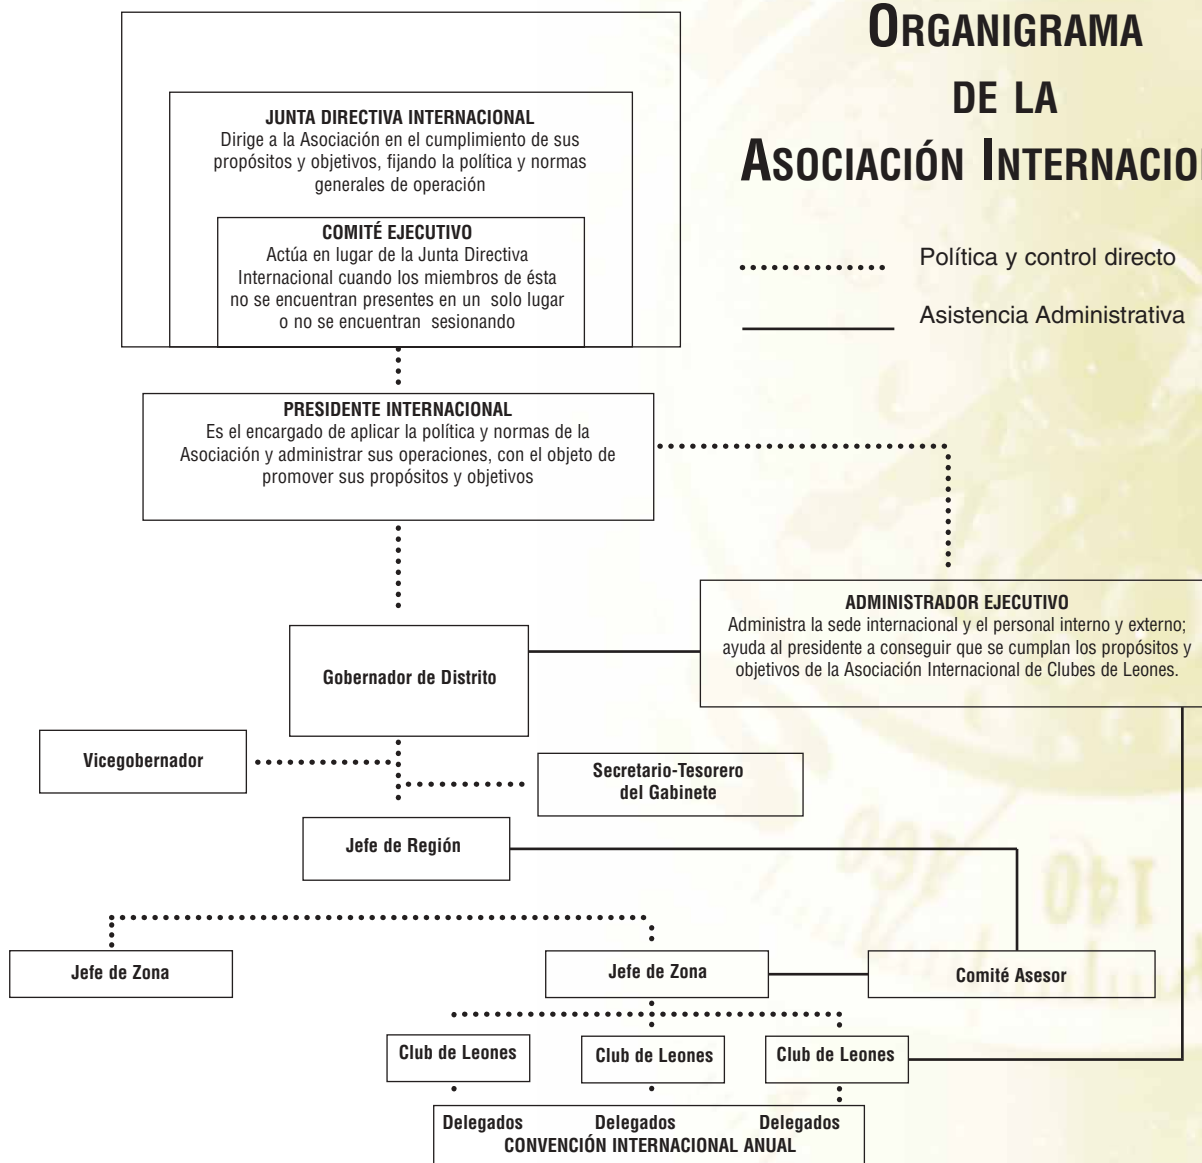 ORGANIGRAMA
DE LA
ASOCIACIÓN INTERNACIO
Política y control directo
Asistencia Administrativa
JUNTA DIRECTIVA INTERNACIONAL
Dirige a la Asociación en el cumplimiento de sus
propósitos y objetivos, fijando la política y normas
generales de operación
COMITÉ EJECUTIVO
Actúa en lugar de la Junta Directiva
Internacional cuando los miembros de ésta
no se encuentran presentes en un solo lugar
o no se encuentran sesionando
PRESIDENTE INTERNACIONAL
Es el encargado de aplicar la política y normas de la
Asociación y administrar sus operaciones, con el objeto de
promover sus propósitos y objetivos
ADMINISTRADOR EJECUTIVO
Administra la sede internacional y el personal interno y externo;
ayuda al presidente a conseguir que se cumplan los propósitos y
objetivos de la Asociación Internacional de Clubes de Leones.
Gobernador de Distrito
Vicegobernador
Secretario-Tesorero
del Gabinete
Jefe de Región
Jefe de Zona
Jefe de Zona
Comité Asesor
Club de Leones
Club de Leones
Club de Leones
Delegados Delegados Delegados
CONVENCIÓN INTERNACIONAL ANUAL
160
140